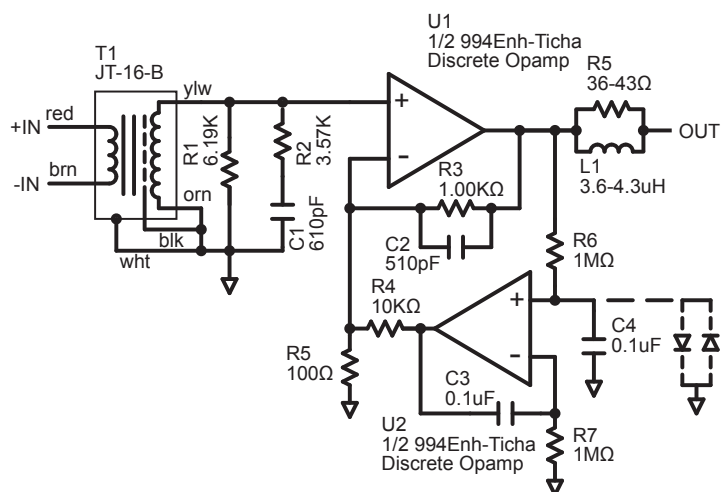 U1
1/2 994Enh-Ticha
Discrete Opamp
T1
JT-16-B
R5
36-43Ω
ylw
red
+IN
R1
6.19K
R2
3.57K
+
-
OUT
L1
3.6-4.3uH
brn
-IN
R3
1.00KΩ
orn
C1
610pF
blk
wht
C2
510pF
R6
1MΩ
R4
10KΩ
+
-
C4
0.1uF
R5
100Ω
C3
0.1uF
U2
1/2 994Enh-Ticha
Discrete Opamp
R7
1MΩ